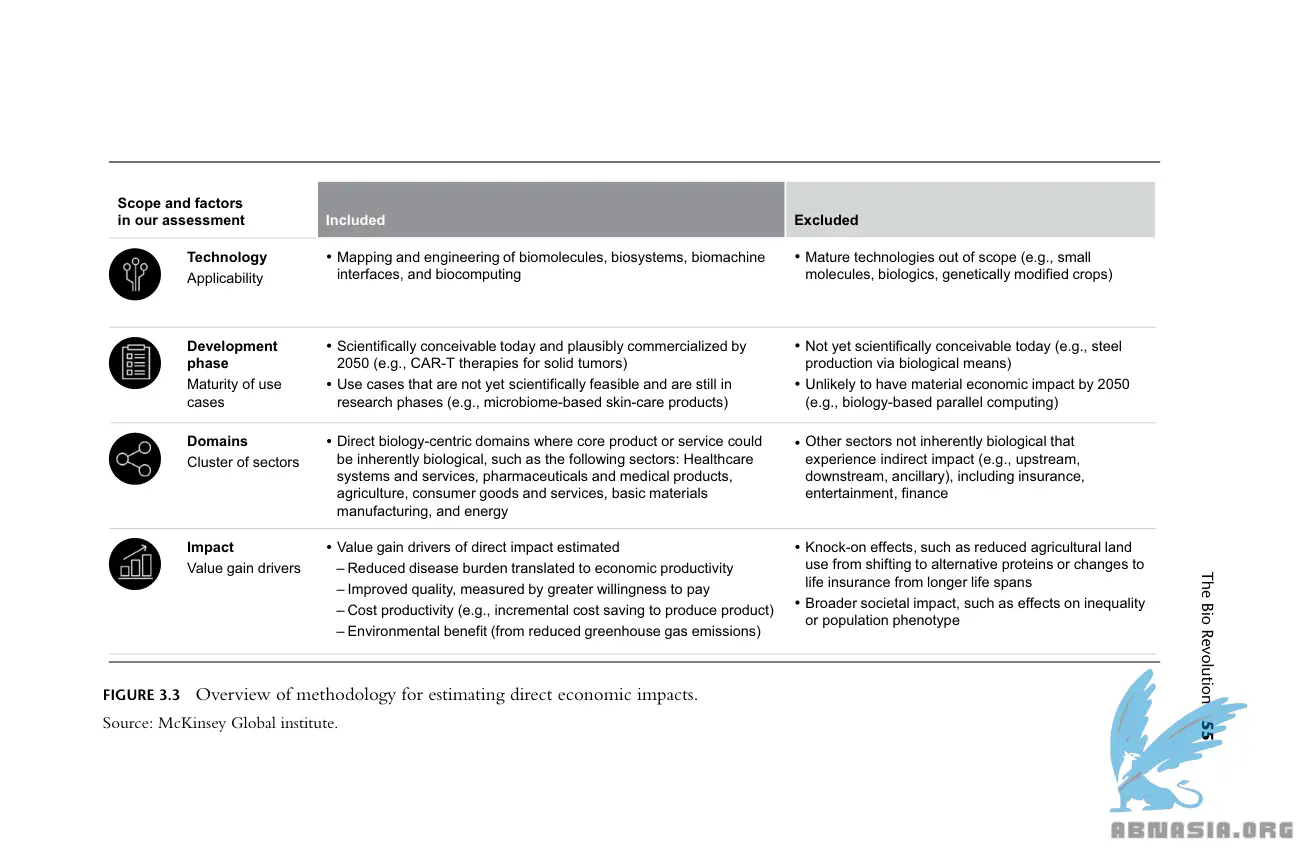 Scope and factors
in our assessment
Included
Excluded
Technology
Applicability
• Mapping and engineering of biomolecules, biosystems, biomachine
interfaces, and biocomputing
• Mature technologies out of scope (e.g., small
molecules, biologics, genetically modified crops)
Development
phase
Maturity of use
cases
• Scientifically conceivable today and plausibly commercialized by
2050 (e.g., CAR-T therapies for solid tumors)
• Use cases that are not yet scientifically feasible and are still in
research phases (e.g., microbiome-based skin-care products)
• Not yet scientifically conceivable today (e.g., steel
production via biological means)
• Unlikely to have material economic impact by 2050
(e.g., biology-based parallel computing)
Domains
Cluster of sectors
• Direct biology-centric domains where core product or service could
be inherently biological, such as the following sectors: Healthcare
systems and services, pharmaceuticals and medical products,
agriculture, consumer goods and services, basic materials
manufacturing, and energy
• Other sectors not inherently biological that
experience indirect impact (e.g., upstream,
downstream, ancillary), including insurance,
entertainment, finance
Impact
Value gain drivers
• Value gain drivers of direct impact estimated
– Reduced disease burden translated to economic productivity
– Improved quality, measured by greater willingness to pay
– Cost productivity (e.g., incremental cost saving to produce product)
– Environmental benefit (from reduced greenhouse gas emissions)
• Knock-on effects, such as reduced agricultural land
use from shifting to alternative proteins or changes to
life insurance from longer life spans
• Broader societal impact, such as effects on inequality
or population phenotype
FIGURE 3.3 Overview of methodology for estimating direct economic impacts.
Source: McKinsey Global institute.
The Bio Revolution 55
ABNASIA.ORG